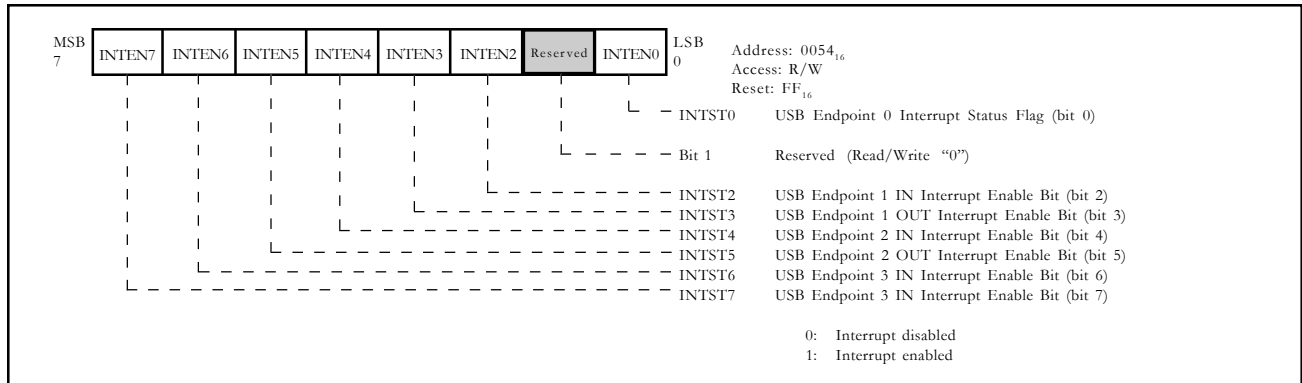 MSB
7
INTEN7 INTEN6 INTEN5 INTEN4 INTEN3 INTEN2 Reserved INTEN0
LSB
0
Address: 0054₁₆
Access: R/W
Reset: FF₁₆
INTST0 USB Endpoint 0 Interrupt Status Flag (bit 0)
Bit 1 Reserved (Read/Write “0”)
INTST2 USB Endpoint 1 IN Interrupt Enable Bit (bit 2)
INTST3 USB Endpoint 1 OUT Interrupt Enable Bit (bit 3)
INTST4 USB Endpoint 2 IN Interrupt Enable Bit (bit 4)
INTST5 USB Endpoint 2 OUT Interrupt Enable Bit (bit 5)
INTST6 USB Endpoint 3 IN Interrupt Enable Bit (bit 6)
INTST7 USB Endpoint 3 IN Interrupt Enable Bit (bit 7)
0: Interrupt disabled
1: Interrupt enabled